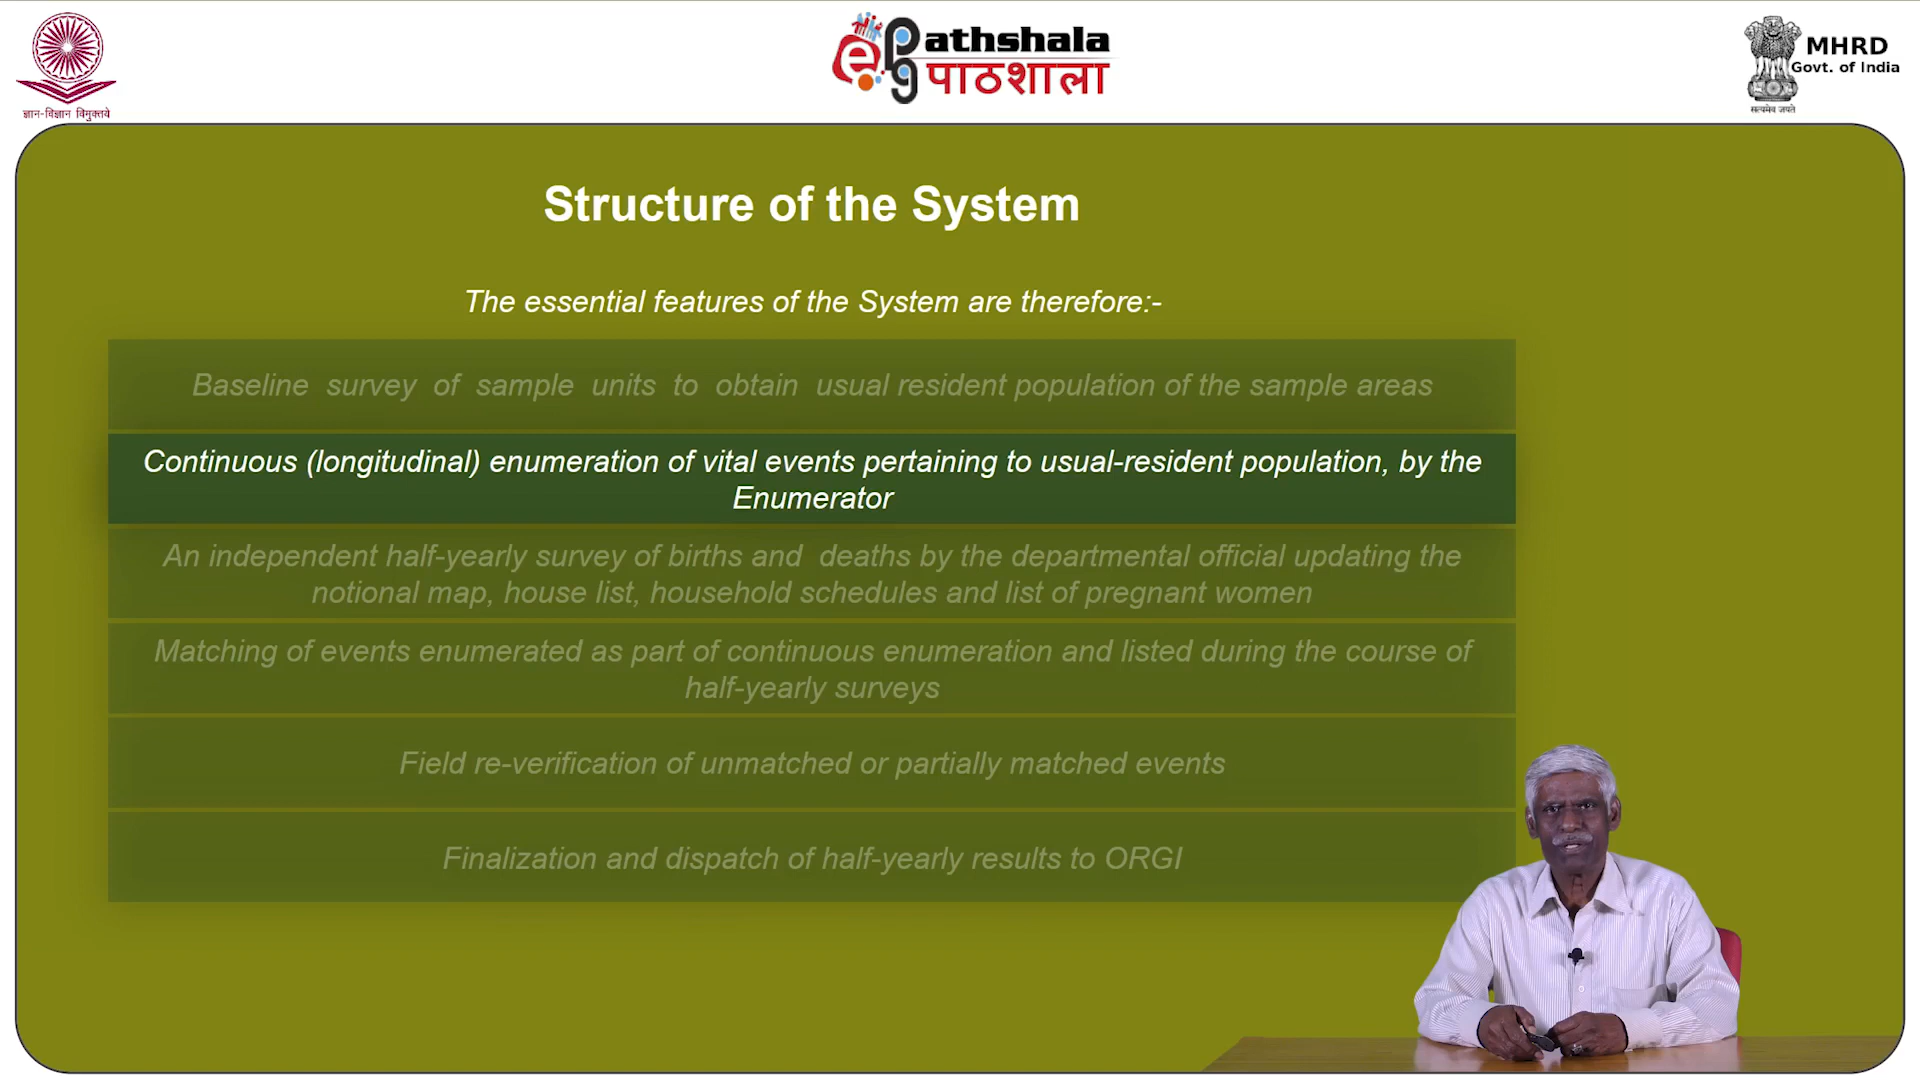 ज्ञान-विज्ञान विमुक्तये
ePG
athshala
पाठशाला
MHRD
Govt. of India
सत्यमेव जयते
Structure of the System
The essential features of the System are therefore:-
Baseline survey of sample units to obtain usual resident population of the sample areas
Continuous (longitudinal) enumeration of vital events pertaining to usual-resident population, by the
Enumerator
An independent half-yearly survey of births and deaths by the departmental official updating the
notional map, house list, household schedules and list of pregnant women
Matching of events enumerated as part of continuous enumeration and listed during the course of
half-yearly surveys
Field re-verification of unmatched or partially matched events
Finalization and dispatch of half-yearly results to ORGI